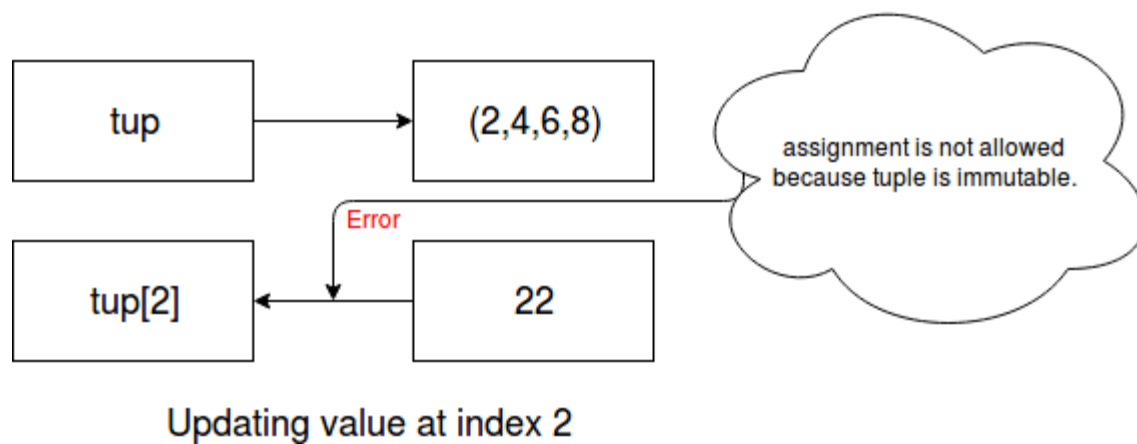 tup
(2,4,6,8)
assignment is not allowed
because tuple is immutable.
Error
tup[2]
22
Updating value at index 2